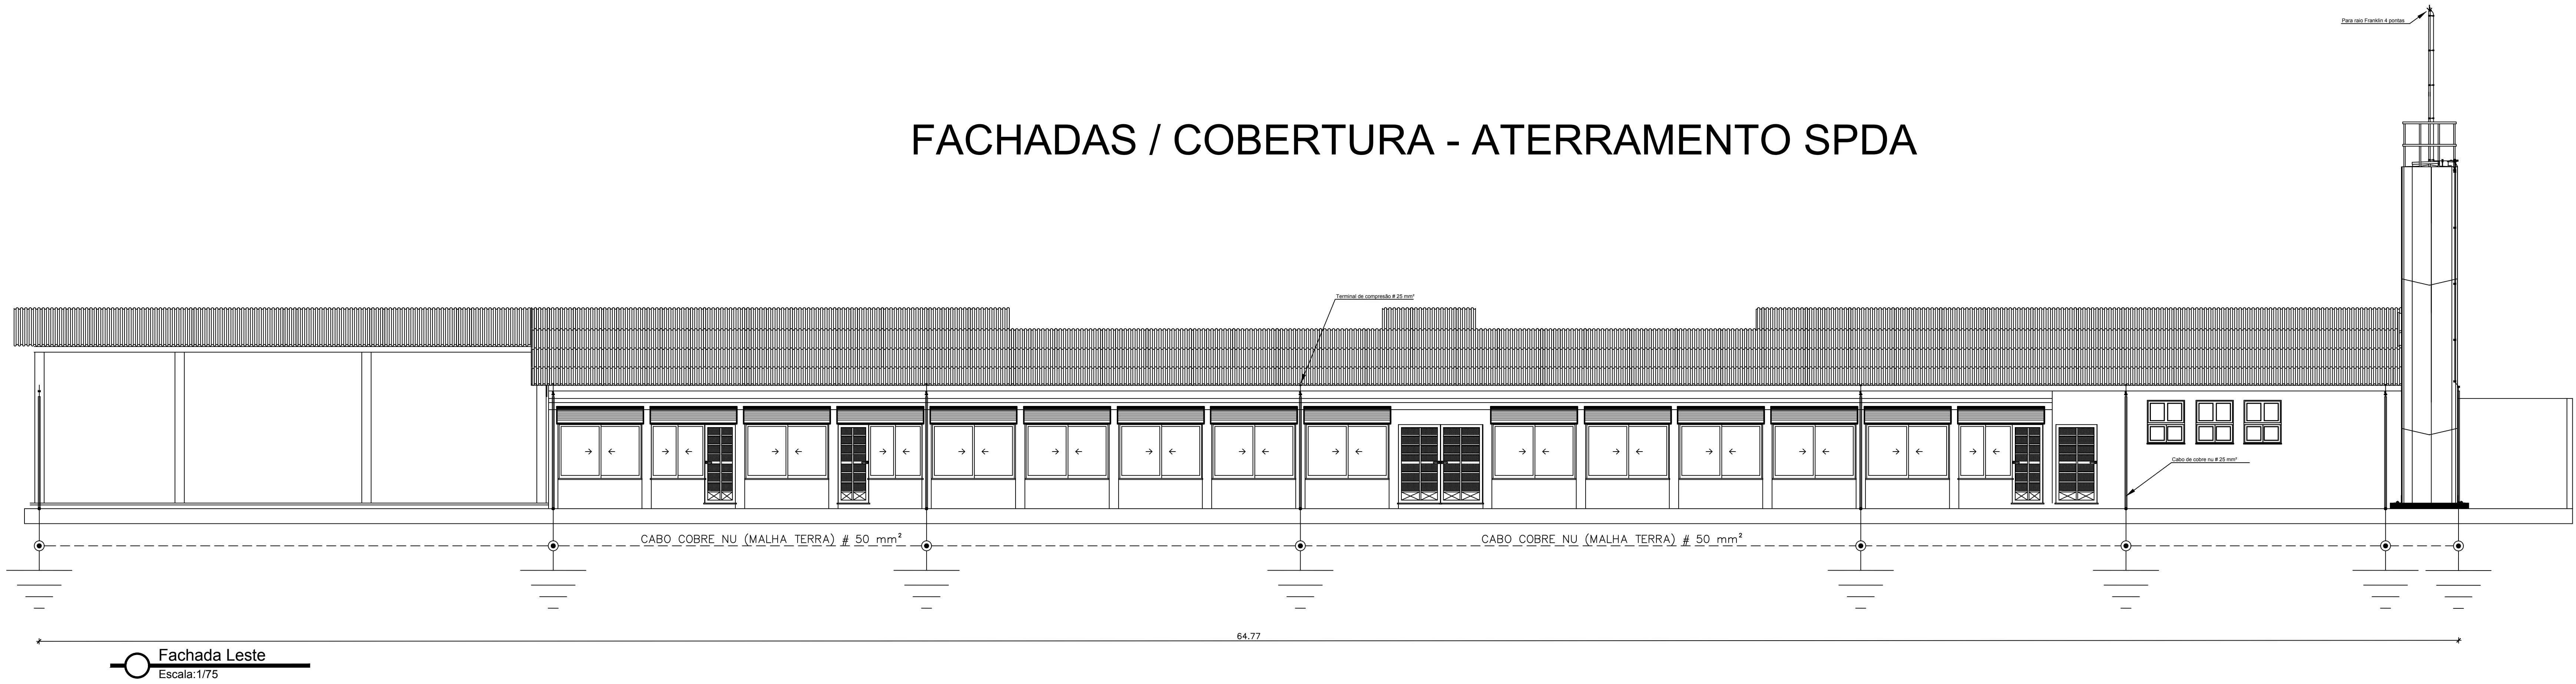 Para raio Franklin 4 pontas
FACHADAS / COBERTURA - ATERRAMENTO SPDA
Terminal de compresão # 25 mm²
Cabo de cobre nu # 25 mm²
CABO COBRE NU (MALHA TERRA) # 50 mm²
CABO COBRE NU (MALHA TERRA) # 50 mm²
64.77
Fachada Leste
Escala:1/75